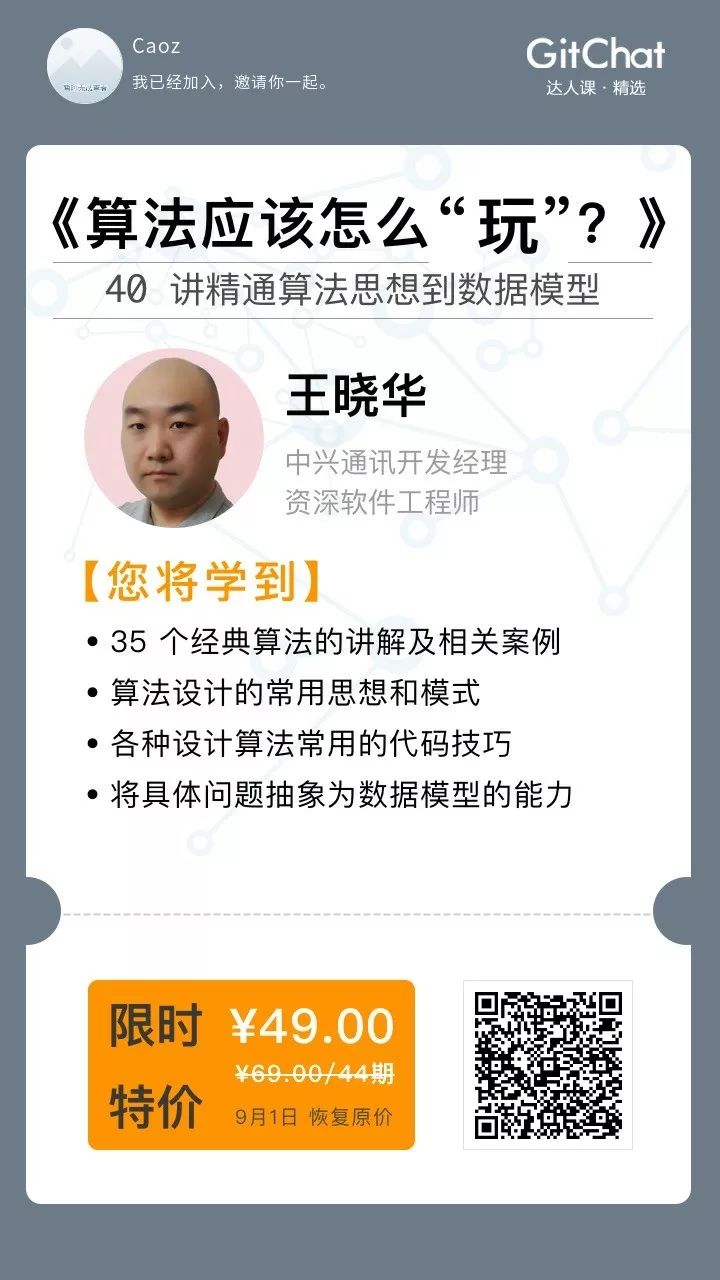 Caoz
我已经加入，邀请你一起。
GitChat
达人课·精选
《算法应该怎么“玩”？》
40 讲精通算法思想到数据模型
王晓华
中兴通讯开发经理
资深软件工程师
【您将学到】
• 35 个经典算法的讲解及相关案例
• 算法设计的常用思想和模式
• 各种设计算法常用的代码技巧
• 将具体问题抽象为数据模型的能力
限时 ¥49.00
¥69.00/44期
特价
9月1日 恢复原价